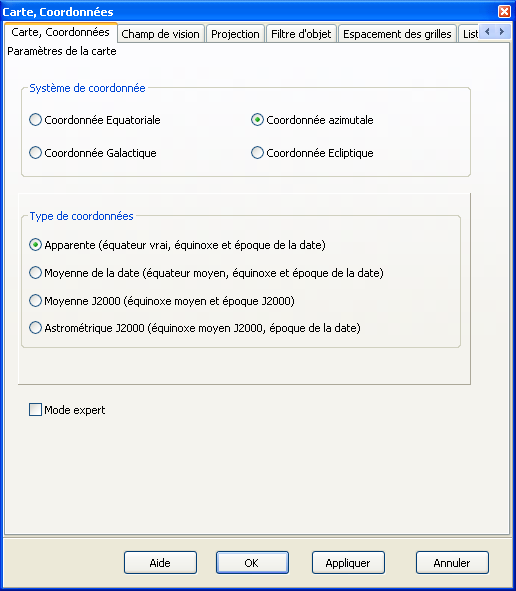 Carte, Coordonnées
Carte, Coordonnées Champ de vision Projection Filtre d'objet Espacement des grilles List
Paramètres de la carte
Système de coordonnée
Coordonnée Equatoriale Coordonnée azimutale
Coordonnée Galactique Coordonnée Ecliptique
Type de coordonnées
Apparente (équateur vrai, équinoxe et époque de la date)
Moyenne de la date (équateur moyen, équinoxe et époque de la date)
Moyenne J2000 (équinoxe moyen et époque J2000)
Astrométrique J2000 (équinoxe moyen J2000, époque de la date)
Mode expert
Aide OK Appliquer Annuler